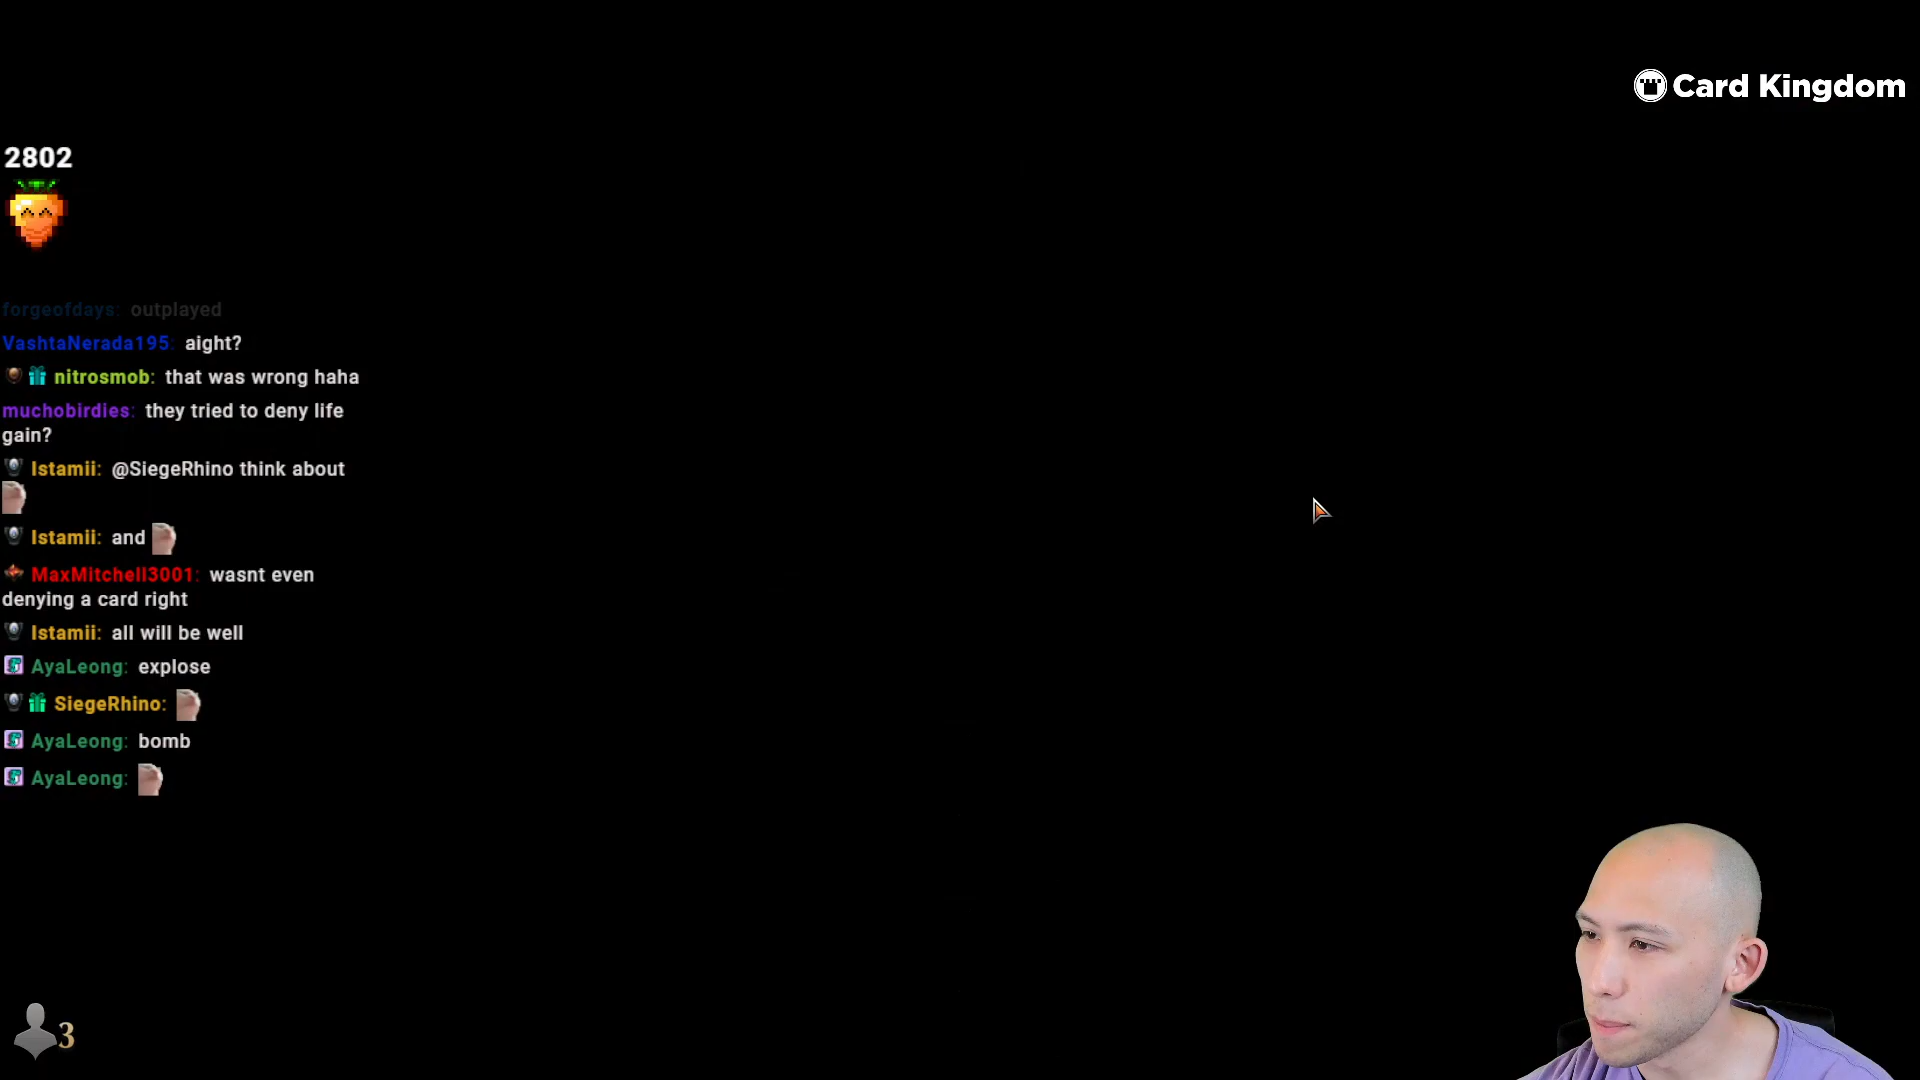 Card Kingdom
2802
forgeofdays: outplayed
VashtaNerada195: aight?
nitrosmob: that was wrong haha
muchobirdies: they tried to deny life
gain?
Istamii: @SiegeRhino think about
Istamii: and
MaxMitchell3001: wasnt even
denying a card right
Istamii: all will be well
AyaLeong: explose
SiegeRhino:
AyaLeong: bomb
AyaLeong:
3